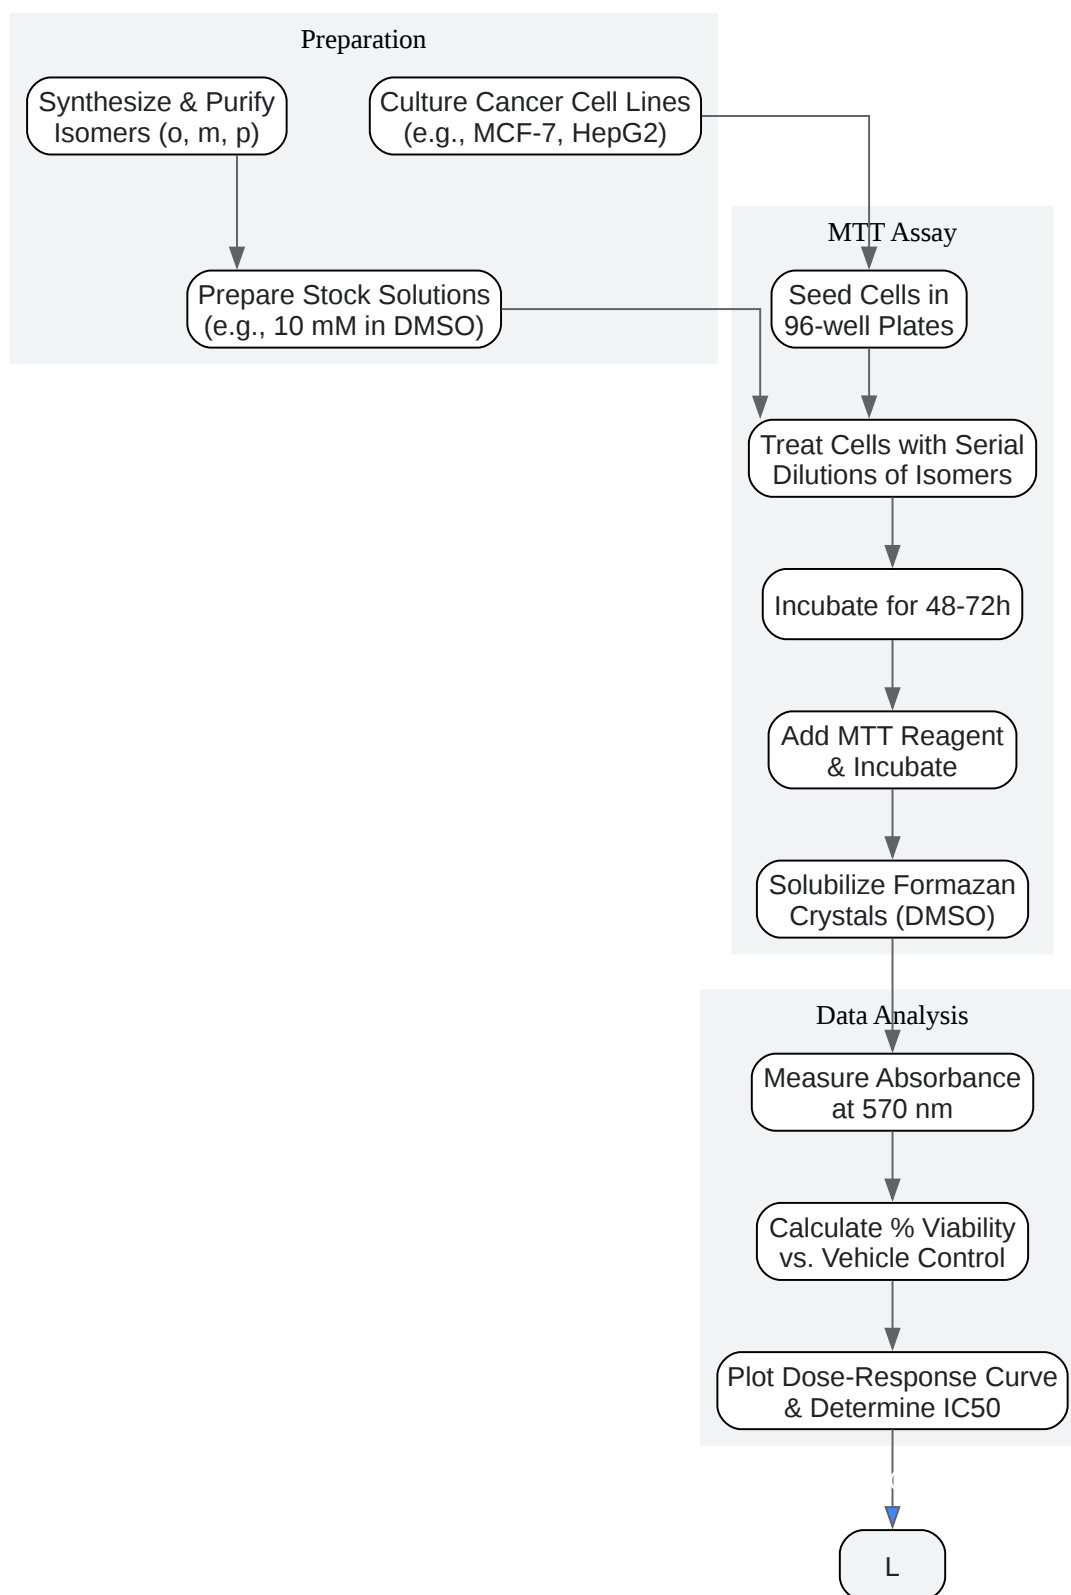 Preparation
Synthesize & Purify
Isomers (o, m, p)
Culture Cancer Cell Lines
(e.g., MCF-7, HepG2)
Prepare Stock Solutions
(e.g., 10 mM in DMSO)
MTT Assay
Seed Cells in
96-well Plates
Treat Cells with Serial
Dilutions of Isomers
Incubate for 48-72h
Add MTT Reagent
& Incubate
Solubilize Formazan
Crystals (DMSO)
Data Analysis
Measure Absorbance
at 570 nm
Calculate % Viability
vs. Vehicle Control
Plot Dose-Response Curve
& Determine IC50
L